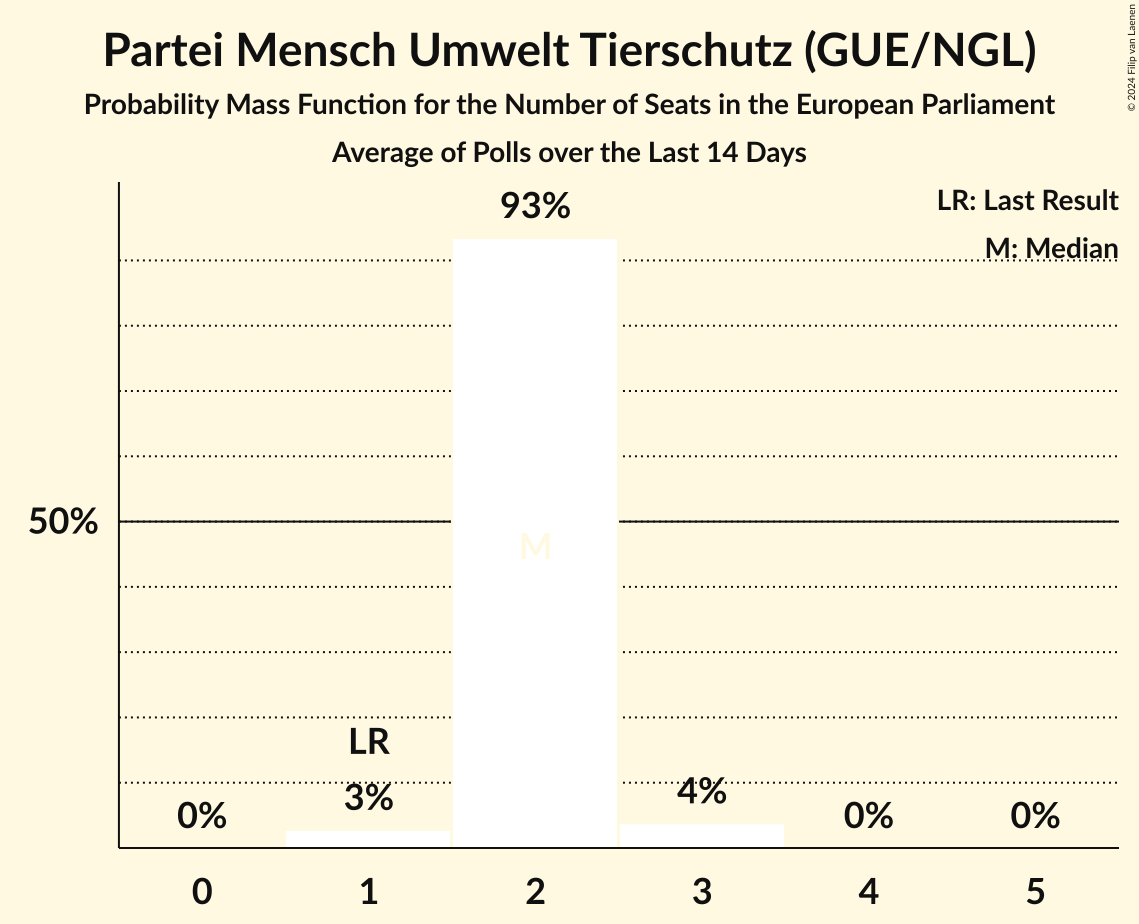 Partei Mensch Umwelt Tierschutz (GUE/NGL)
Probability Mass Function for the Number of Seats in the European Parliament
Average of Polls over the Last 14 Days
© 2024 Filip van Laenen
LR: Last Result
M: Median
93%
50%
M
LR
0%
3%
4%
0%
0%
0
1
2
3
4
5